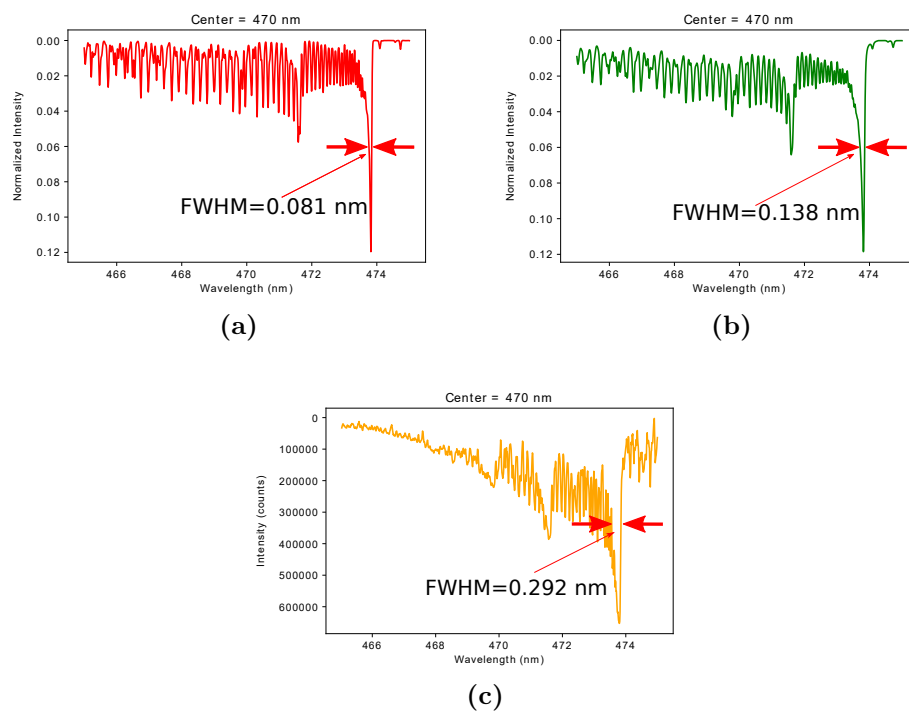 Center = 470 nm
0.00
0.02
0.04
0.06
0.08
0.10
0.12
Normalized Intensity
FWHM=0.081 nm
466
468
470
472
474
Wavelength (nm)
(a)
Center = 470 nm
0.00
0.02
0.04
0.06
0.08
0.10
0.12
Normalized Intensity
FWHM=0.138 nm
466
468
470
472
474
Wavelength (nm)
(b)
Center = 470 nm
0
100000
200000
300000
400000
500000
600000
Intensity (counts)
FWHM=0.292 nm
466
468
470
472
474
Wavelength (nm)
(c)